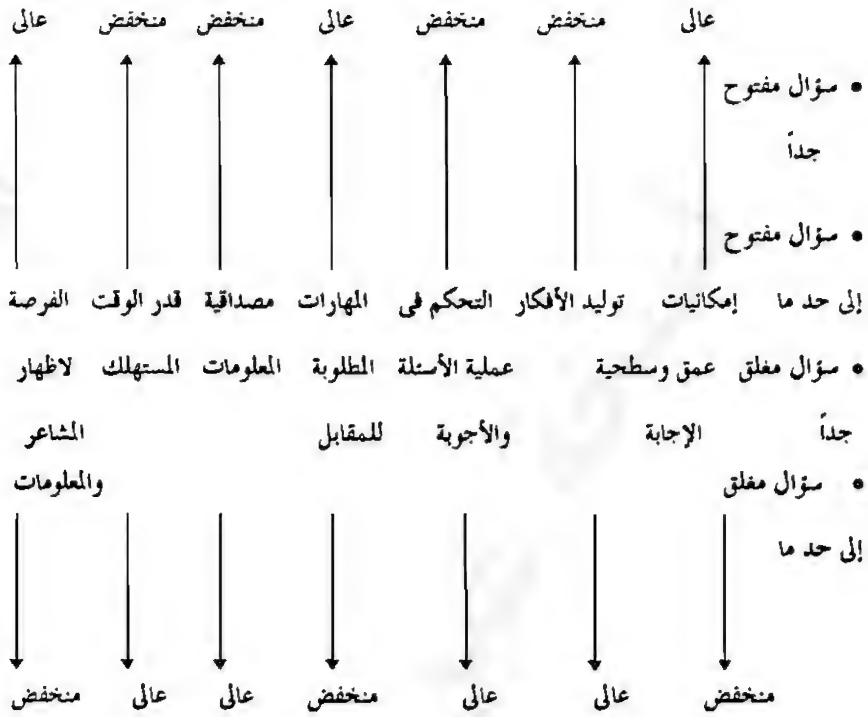 عالى منخفض منخفض عالى منخفض منخفض عالى
• سؤال مفتوح
جداً
• سؤال مفتوح
إلى حد ما إمكانيات توليد الأفكار التحكم فى المهارات مصداقية قدر الوقت الفرصة
• سؤال مغلق عمق وسطحية عملية الأسئلة المطلوبة المعلومات المستهلك لاظهار
جداً الإجابة والأجوبة للمقابل المشاعر
• سؤال مغلق والمعلومات
إلى حد ما
منخفض عالى عالى منخفض عالى عالى منخفض